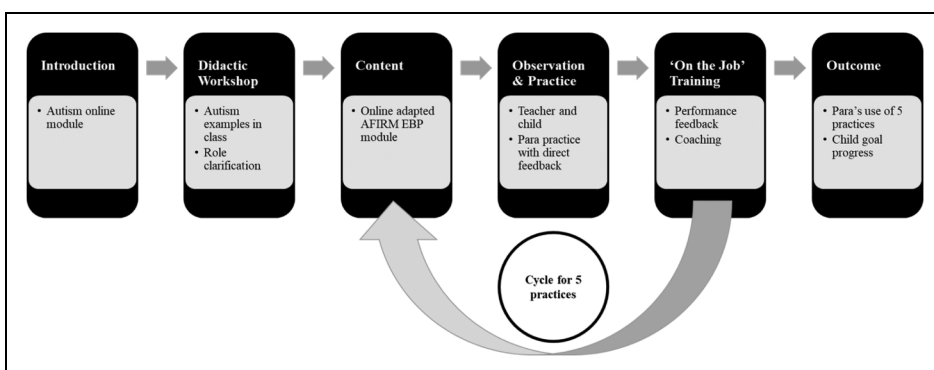 Introduction
• Autism online
module
Didactic
Workshop
• Autism
examples in
class
• Role
clarification
Content
• Online adapted
AFIRM EBP
module
Observation
& Practice
• Teacher and
child
• Para practice
with direct
feedback
‘On the Job’
Training
• Performance
feedback
• Coaching
Outcome
• Para's use of 5
practices
• Child goal
progress
Cycle for 5
practices